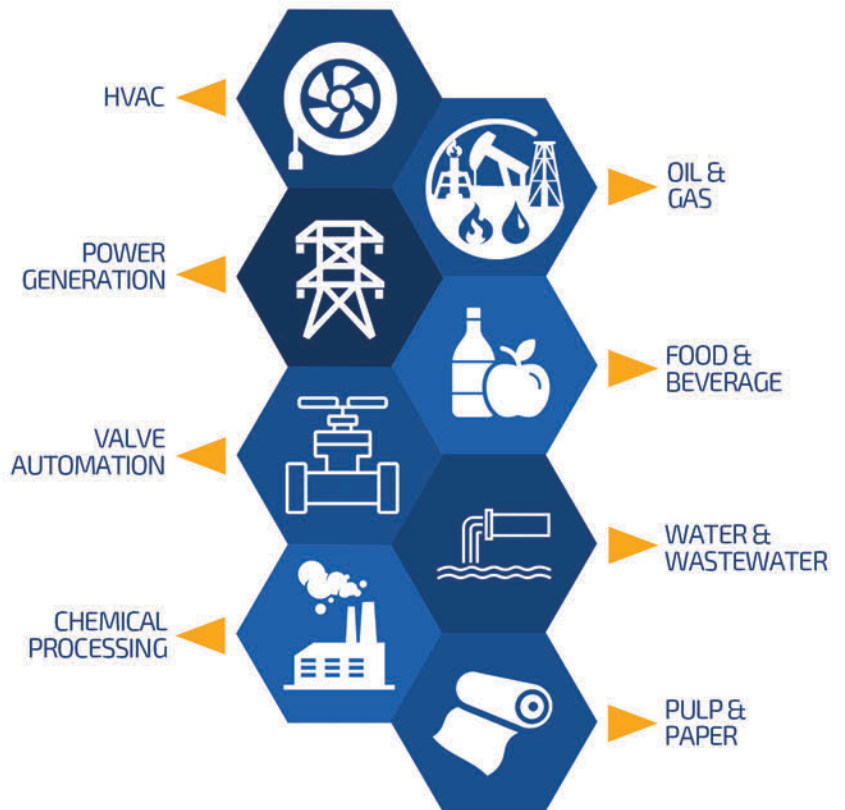 HVAC
OIL &
GAS
POWER
GENERATION
FOOD &
BEVERAGE
VALVE
AUTOMATION
WATER &
WASTEWATER
CHEMICAL
PROCESSING
PULP &
PAPER